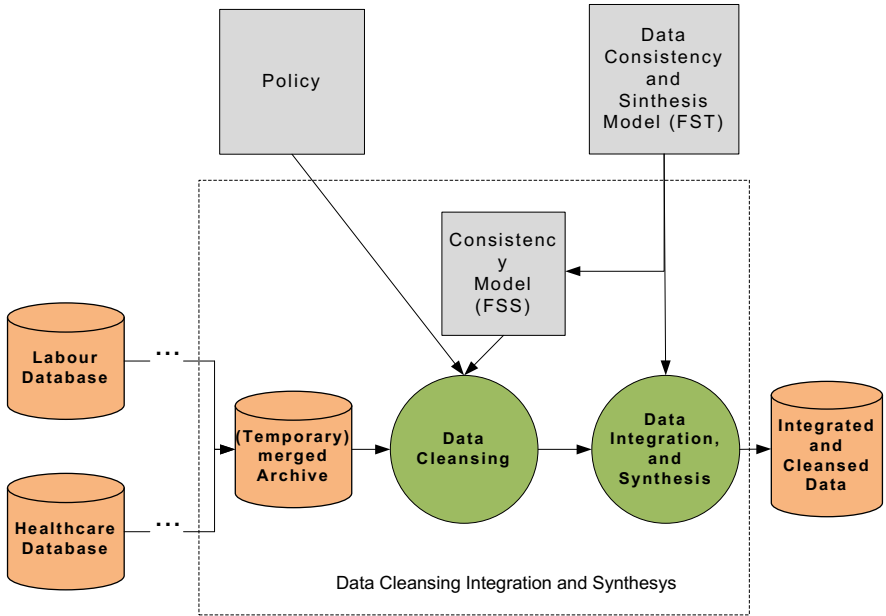 Policy
Data
Consistency
and
Sinthesis
Model (FST)
Consistenc
y
Model
(FSS)
Labour
Database
...
(Temporary)
merged
Archive
Data
Cleansing
Data
Integration,
and
Synthesis
Integrated
and
Cleansed
Data
Healthcare
Database
...
Data Cleansing Integration and Synthesys